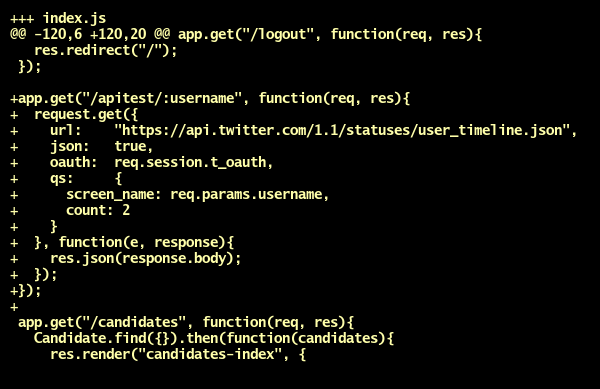 +++ index.js
@@ -120,6 +120,20 @@ app.get("/logout", function(req, res){
   res.redirect("/");
 });

+app.get("/apitest/:username", function(req, res){
+  request.get({
+    url:    "https://api.twitter.com/1.1/statuses/user_timeline.json",
+    json:   true,
+    oauth:  req.session.t_oauth,
+    qs:     {
+      screen_name: req.params.username,
+      count: 2
+    }
+  }, function(e, response){
+    res.json(response.body);
+  });
+});
+
 app.get("/candidates", function(req, res){
   Candidate.find({}).then(function(candidates){
     res.render("candidates-index", {